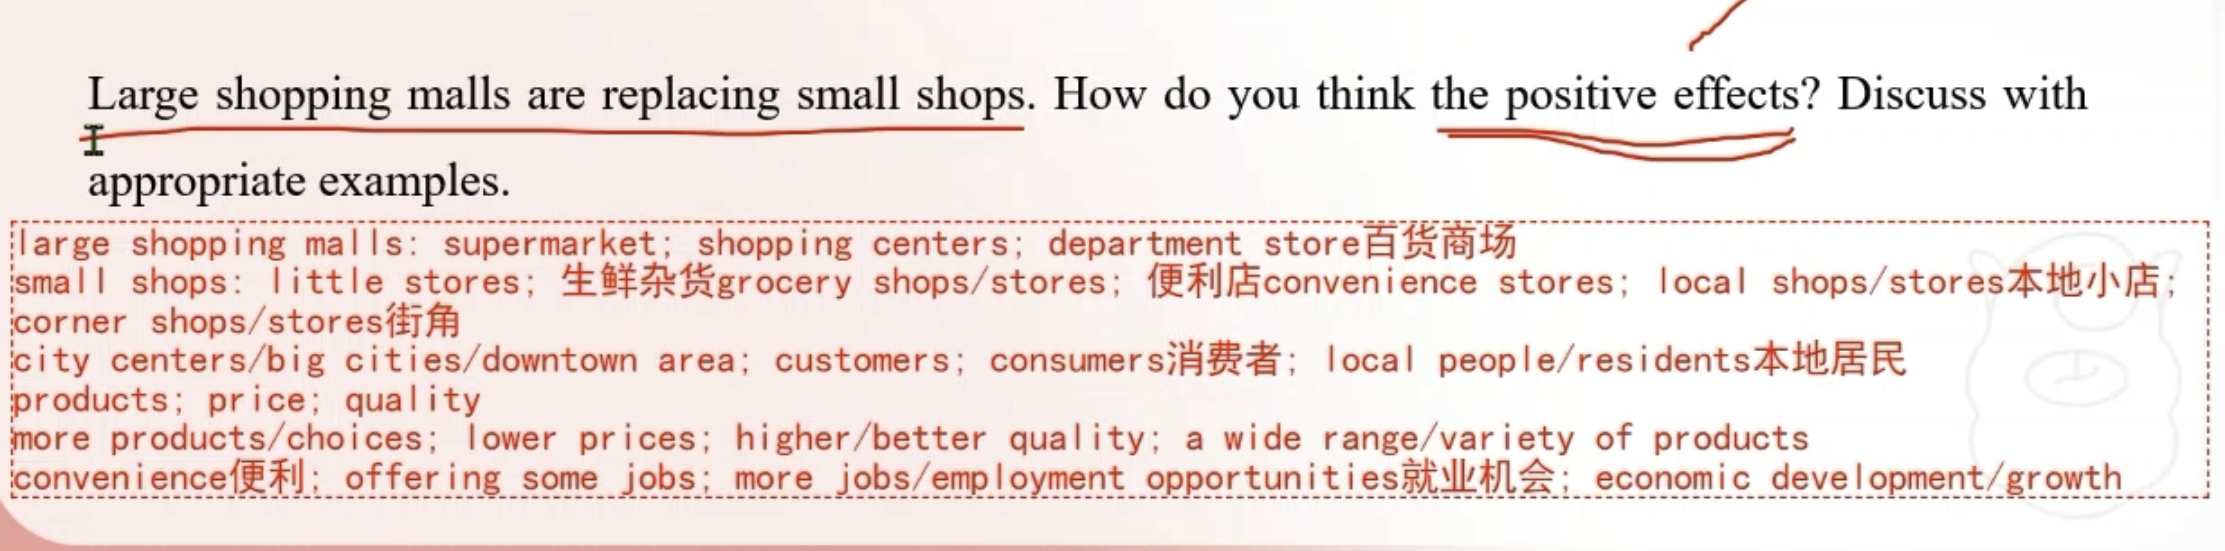 Large shopping malls are replacing small shops. How do you think the positive effects? Discuss with
appropriate examples.
large shopping malls: supermarket; shopping centers; department store百货商场
small shops: little stores; 生鲜杂货grocery shops/stores; 便利店convenience stores; local shops/stores本地小店;
corner shops/stores街角
city centers/big cities/downtown area; customers; consumers消费者; local people/residents本地居民
products; price; quality
more products/choices; lower prices; higher/better quality; a wide range/variety of products
convenience便利; offering some jobs; more jobs/employment opportunities就业机会; economic development/growth